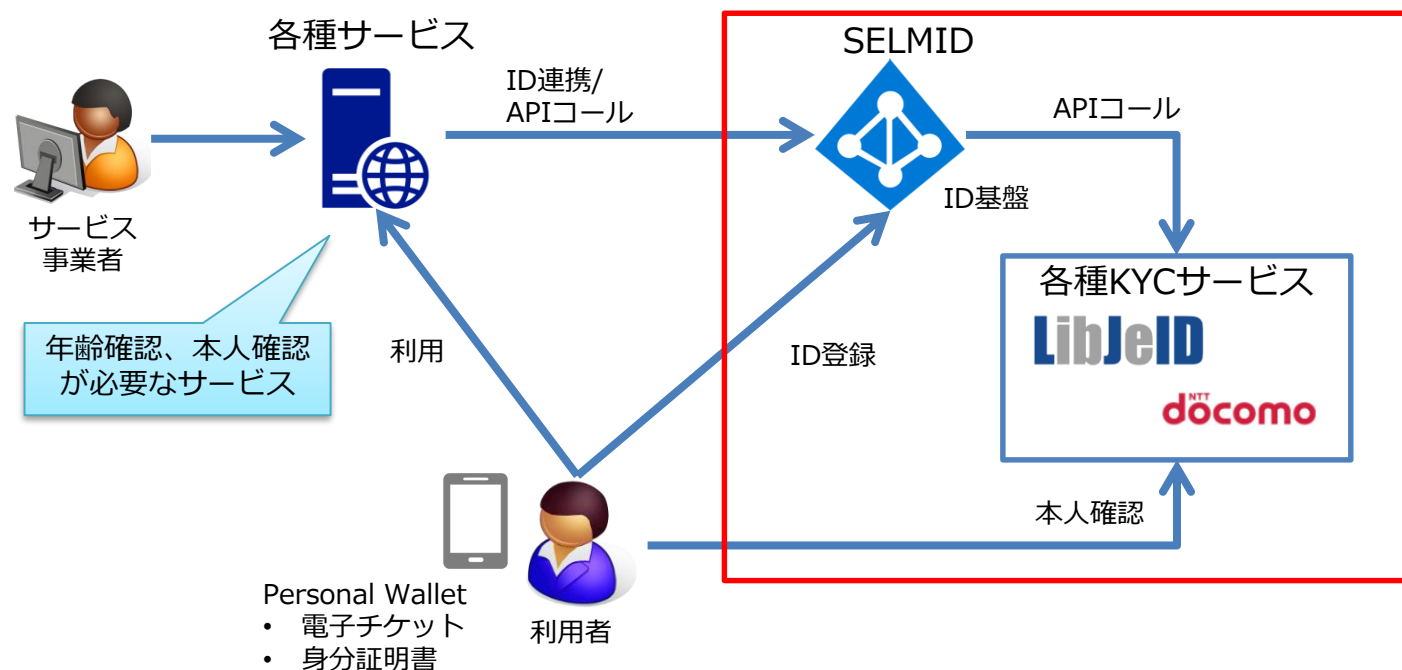 各種サービス
SELMID
ID連携/
APIコール
APIコール
ID基盤
サービス
事業者
各種KYCサービス
LibJeID
NTT
döcomo
年齢確認、本人確認
が必要なサービス
利用
ID登録
本人確認
Personal Wallet
• 電子チケット
• 身分証明書
利用者